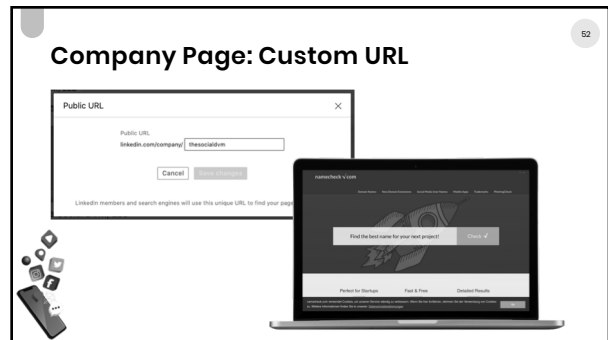 52
Company Page: Custom URL
Public URL
Public URL
linkedin.com/company/ thesocialdvm
Cancel Save changes
LinkedIn members and search engines will use this unique URL to find your page
namecheck √ com
Find the best name for your next project! Check √
Perfect for Startups Fast & Free Detailed Results